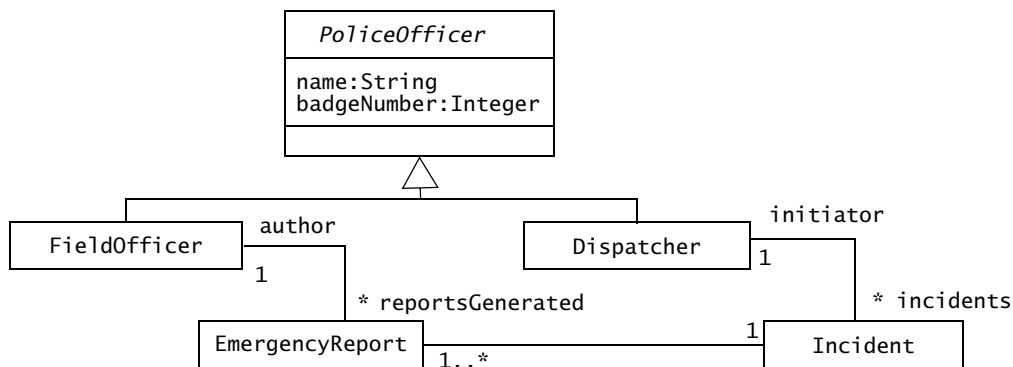 PoliceOfficer
name:String
badgeNumber:Integer
author
initiator
FieldOfficer
Dispatcher
1
1
* reportsGenerated
* incidents
EmergencyReport
1
Incident
1..*